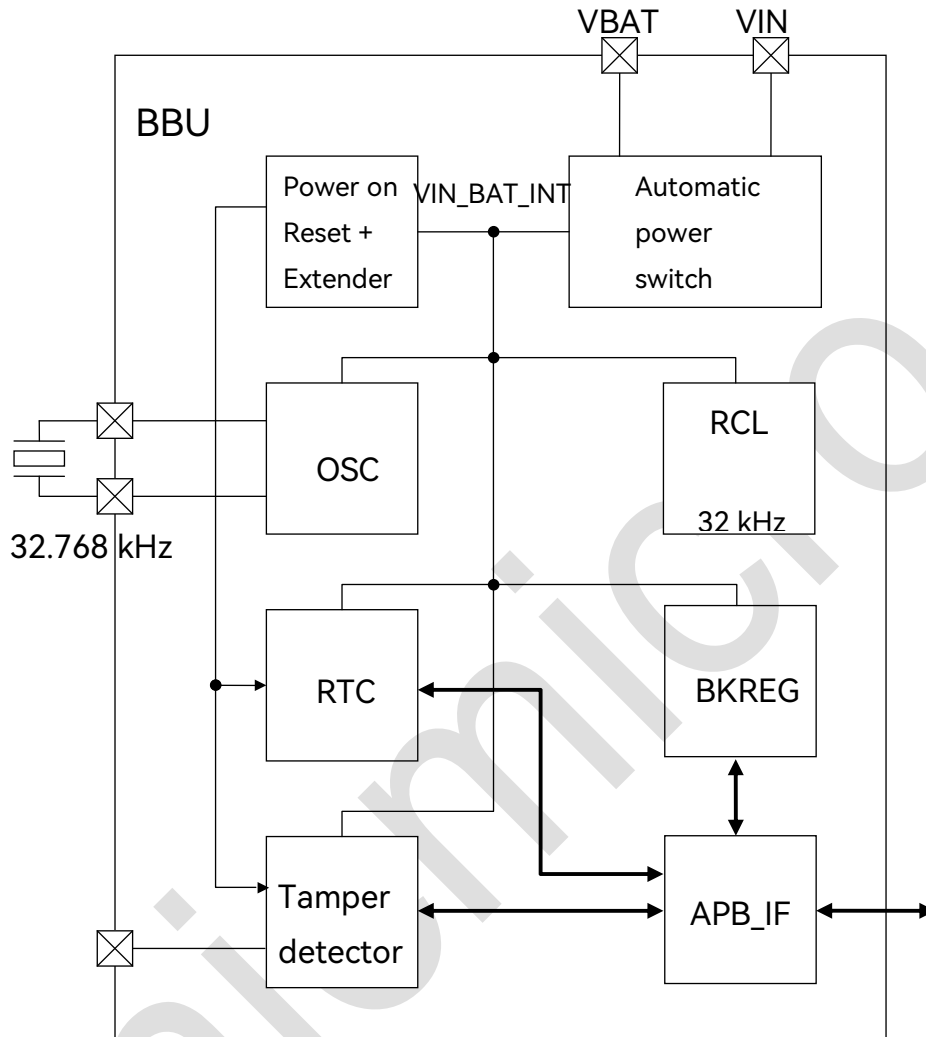 VBAT VIN
BBU
Power on
Reset +
Extender
VIN_BAT_INT
Automatic
power
switch
OSC
RCL
32 kHz
32.768 kHz
RTC
BKREG
Tamper
detector
APB_IF